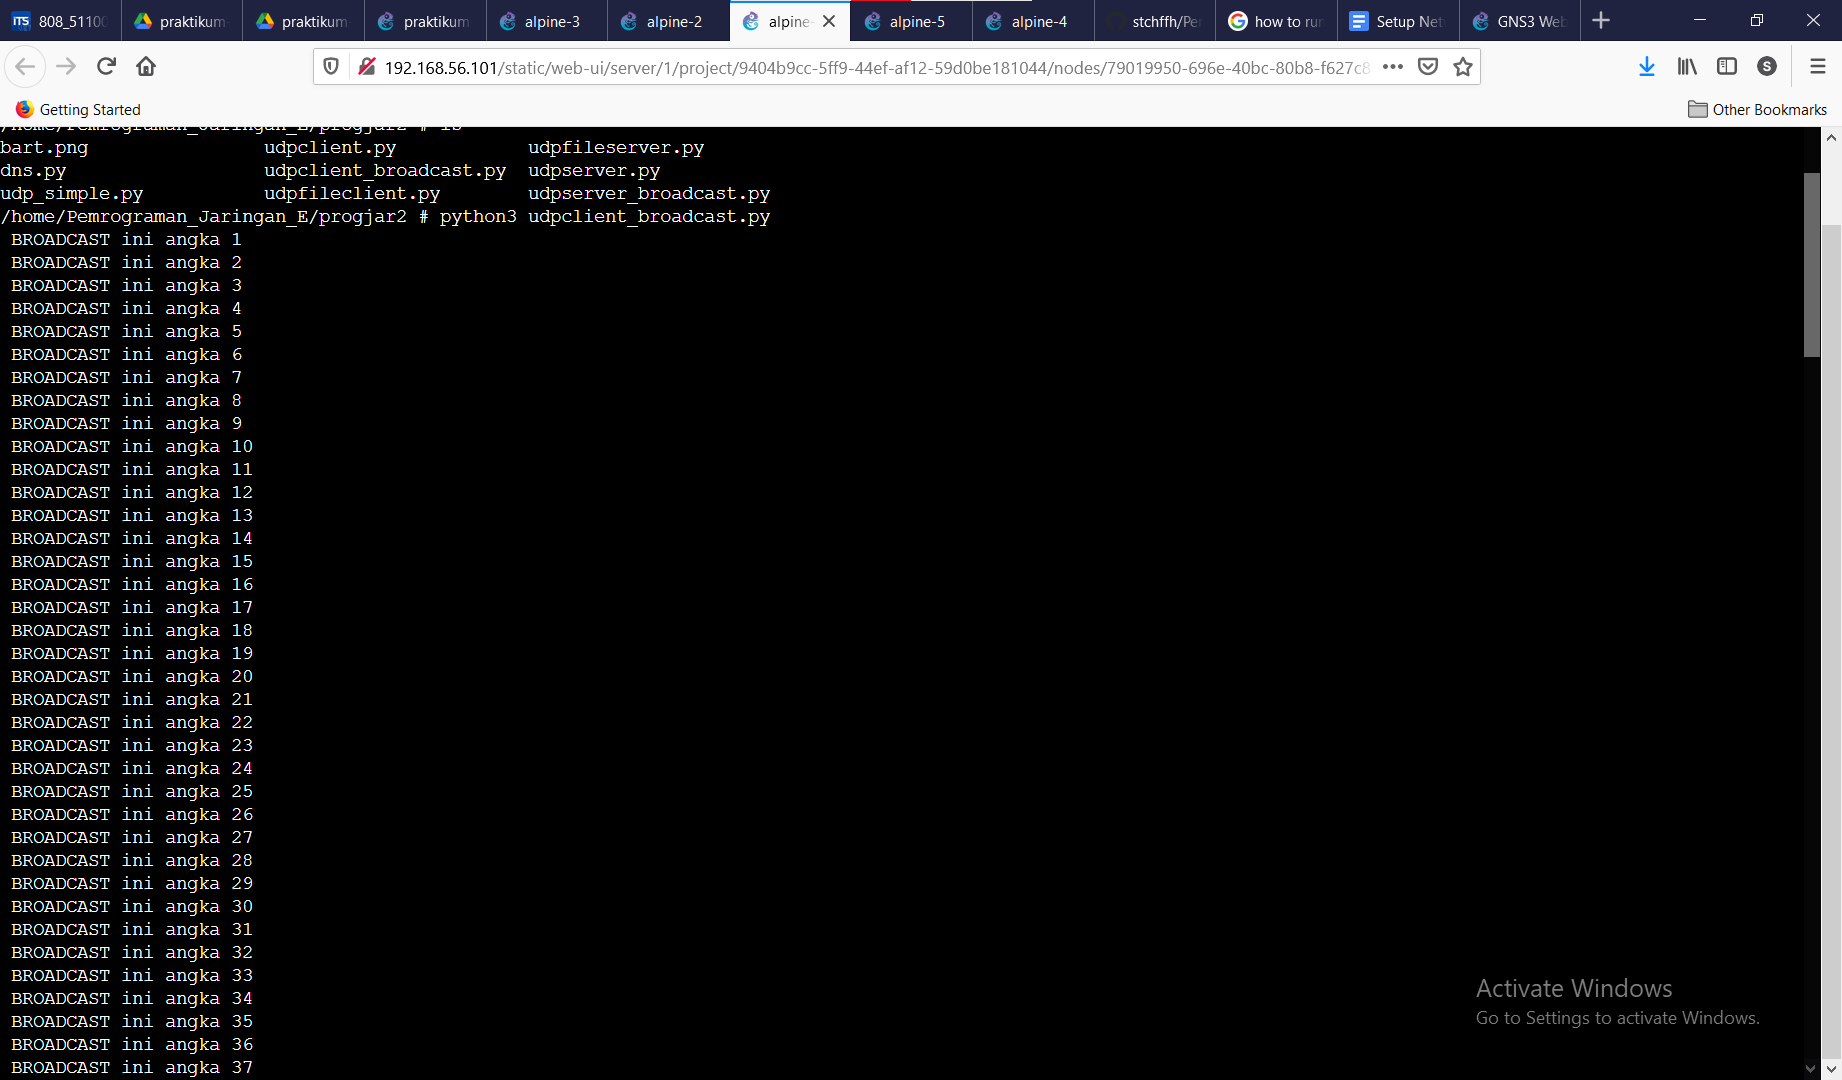 808_51100
praktikum
praktikum
praktikum
alpine-3
alpine-2
alpine-
alpine-5
alpine-4
stchffh/Per
how to run
Setup Net
GNS3 Web
192.168.56.101/static/web-ui/server/1/project/9404b9cc-5ff9-44ef-af12-59d0be181044/nodes/79019950-696e-40bc-80b8-f627c8
Getting Started
Other Bookmarks
/home/Pemrograman_Jaringan_E/progjar2 # ls
bart.png udpclient.py udpfileserver.py
dns.py udpclient_broadcast.py udpserver.py
udp_simple.py udpfileclient.py udpserver_broadcast.py
/home/Pemrograman_Jaringan_E/progjar2 # python3 udpclient_broadcast.py
BROADCAST ini angka 1
BROADCAST ini angka 2
BROADCAST ini angka 3
BROADCAST ini angka 4
BROADCAST ini angka 5
BROADCAST ini angka 6
BROADCAST ini angka 7
BROADCAST ini angka 8
BROADCAST ini angka 9
BROADCAST ini angka 10
BROADCAST ini angka 11
BROADCAST ini angka 12
BROADCAST ini angka 13
BROADCAST ini angka 14
BROADCAST ini angka 15
BROADCAST ini angka 16
BROADCAST ini angka 17
BROADCAST ini angka 18
BROADCAST ini angka 19
BROADCAST ini angka 20
BROADCAST ini angka 21
BROADCAST ini angka 22
BROADCAST ini angka 23
BROADCAST ini angka 24
BROADCAST ini angka 25
BROADCAST ini angka 26
BROADCAST ini angka 27
BROADCAST ini angka 28
BROADCAST ini angka 29
BROADCAST ini angka 30
BROADCAST ini angka 31
BROADCAST ini angka 32
BROADCAST ini angka 33
BROADCAST ini angka 34
BROADCAST ini angka 35
BROADCAST ini angka 36
BROADCAST ini angka 37
Activate Windows
Go to Settings to activate Windows.